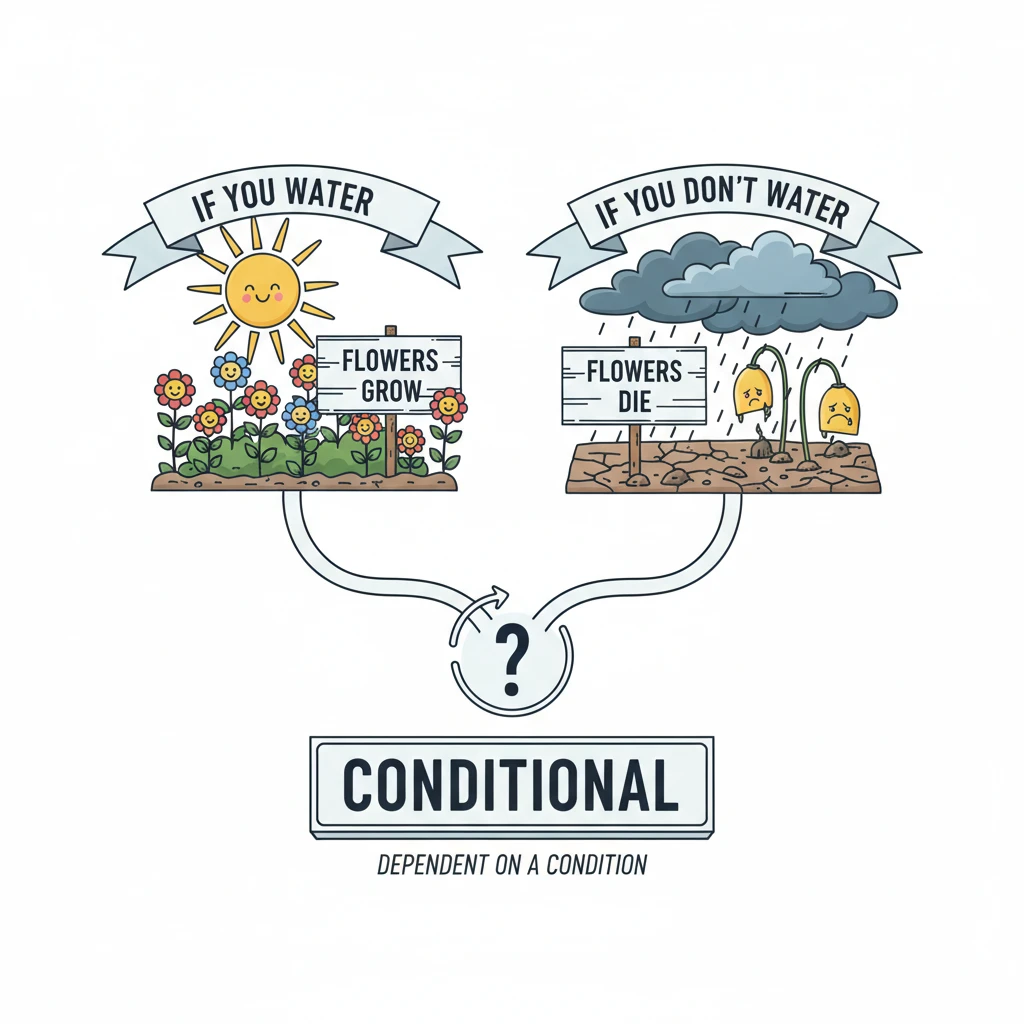 IF YOU WATER
FLOWERS
GROW
IF YOU DON'T WATER
FLOWERS
DIE
?
CONDITIONAL
DEPENDENT ON A CONDITION